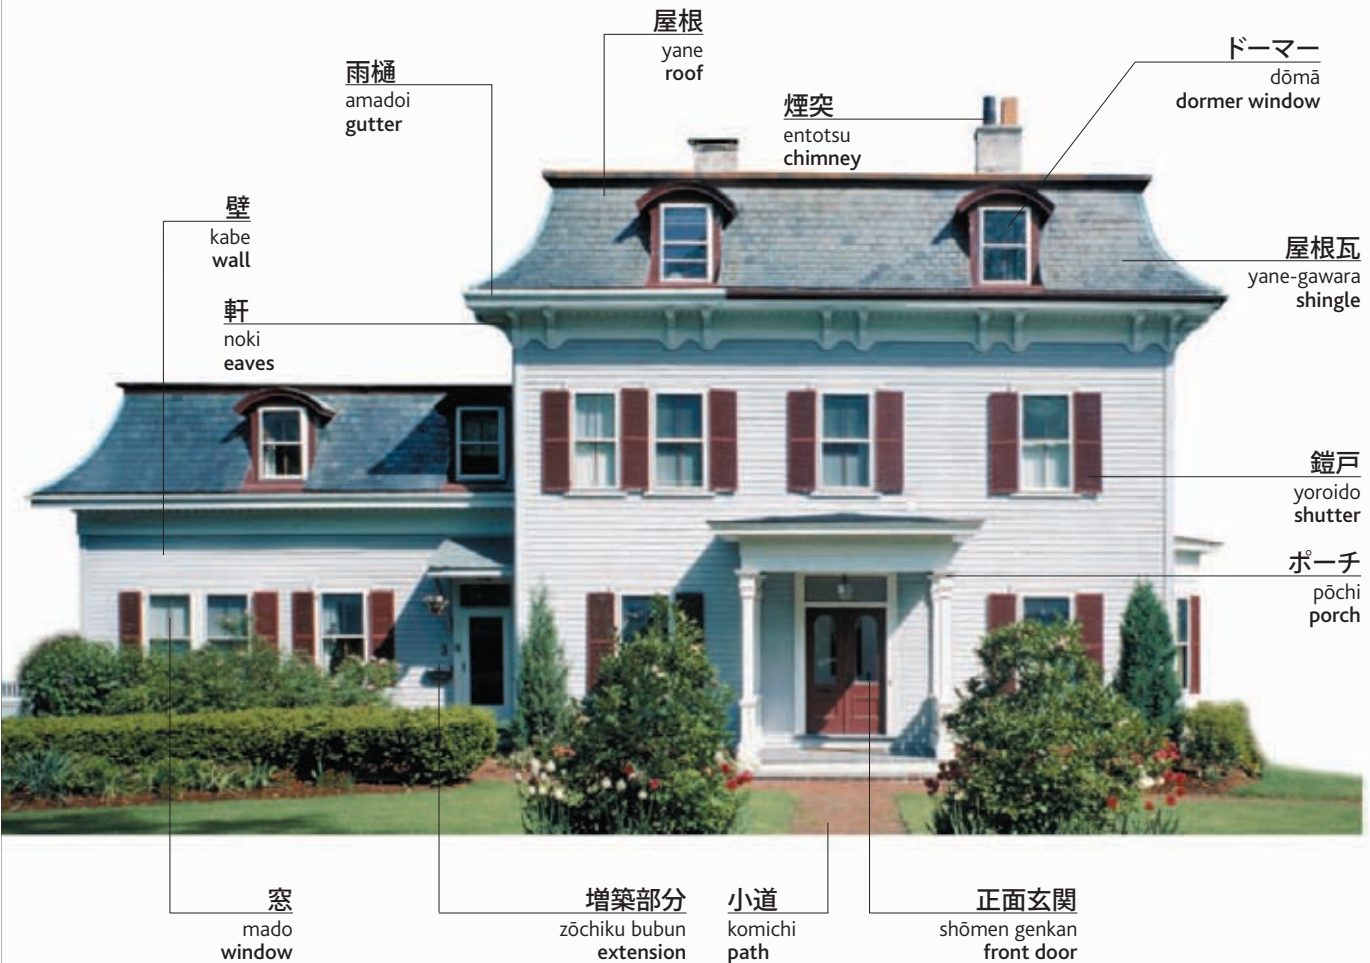 屋根
yane
roof
ドーマー
dōmā
dormer window
雨樋
amadoi
gutter
煙突
entotsu
chimney
壁
kabe
wall
屋根瓦
yane-gawara
shingle
軒
noki
eaves
鎧戸
yoroido
shutter
ポーチ
pōchi
porch
窓
mado
window
増築部分
zōchiku bubun
extension
小道
komichi
path
正面玄関
shōmen genkan
front door